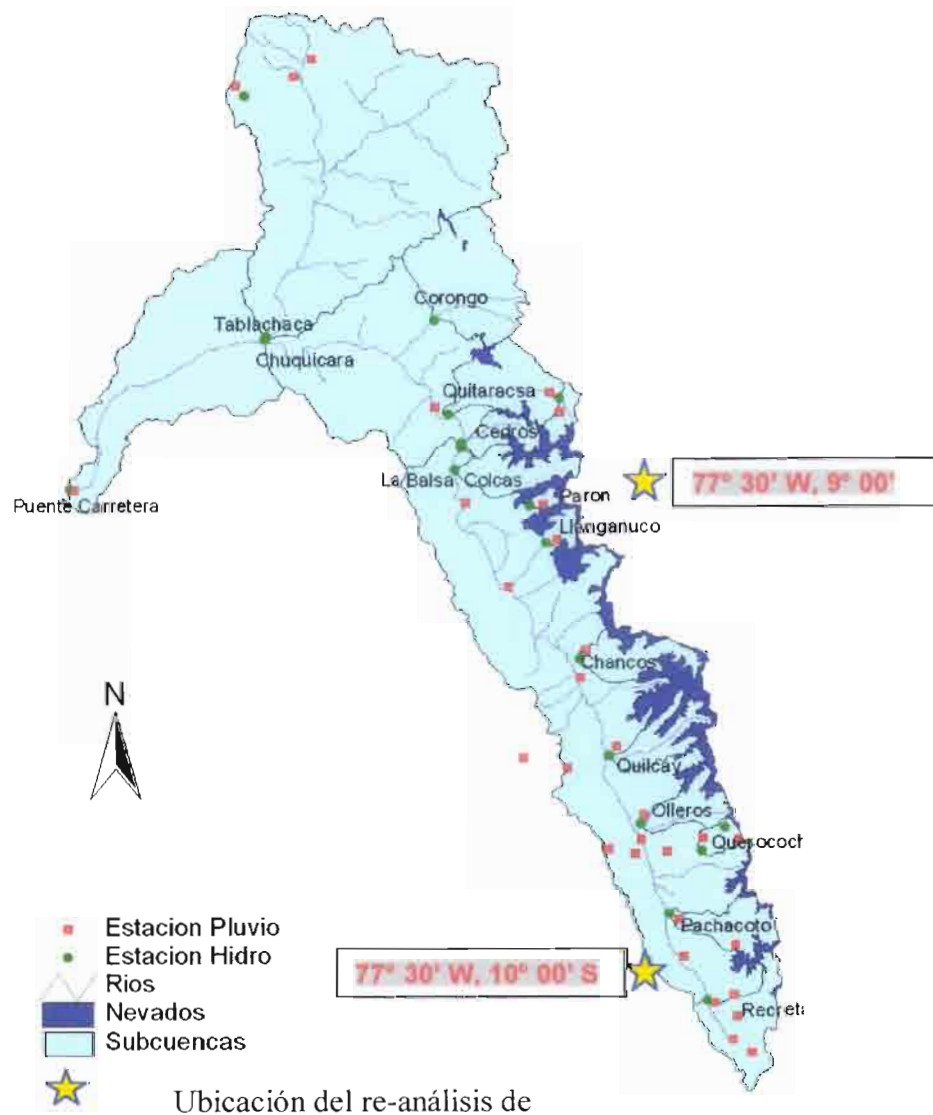 Corongo
Tablachaca
Chuquicara
Quitaracsa
Cedros
La Balsa Colcas
77° 30' W, 9° 00'
Paron
Puente Carretera
Llanganuco
Chancos
N
Quilcay
Olleros
Querococh
Estacion Pluvio
Pachacoto
Estacion Hidro
77° 30' W, 10° 00' S
Rios
Nevados
Recreta
Subcuencas
Ubicación del re-análisis de